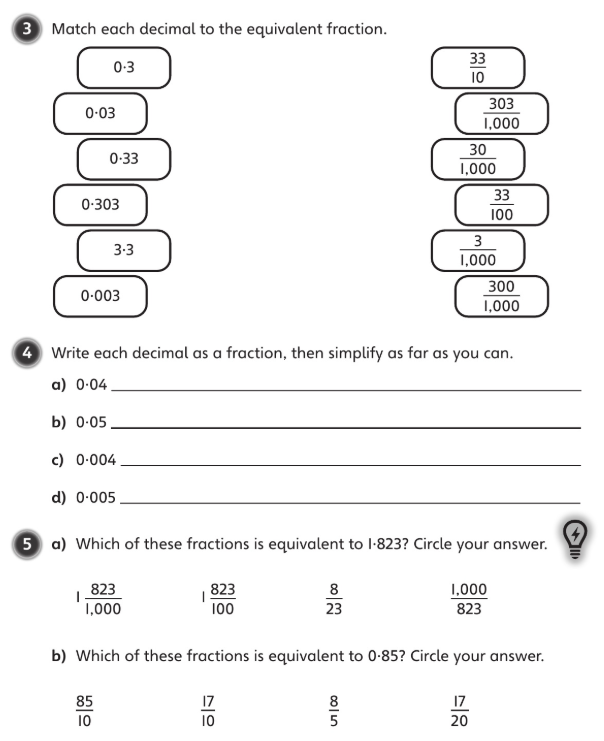 3 Match each decimal to the equivalent fraction.
0·3 33/10
0·03 303/1,000
0·33 30/1,000
0·303 33/100
3·3 3/1,000
0·003 300/1,000
4 Write each decimal as a fraction, then simplify as far as you can.
a) 0·04
b) 0·05
c) 0·004
d) 0·005
5 a) Which of these fractions is equivalent to 1·823? Circle your answer.
1 823/1,000 1 823/100 8/23 1,000/823
b) Which of these fractions is equivalent to 0·85? Circle your answer.
85/10 17/10 8/5 17/20